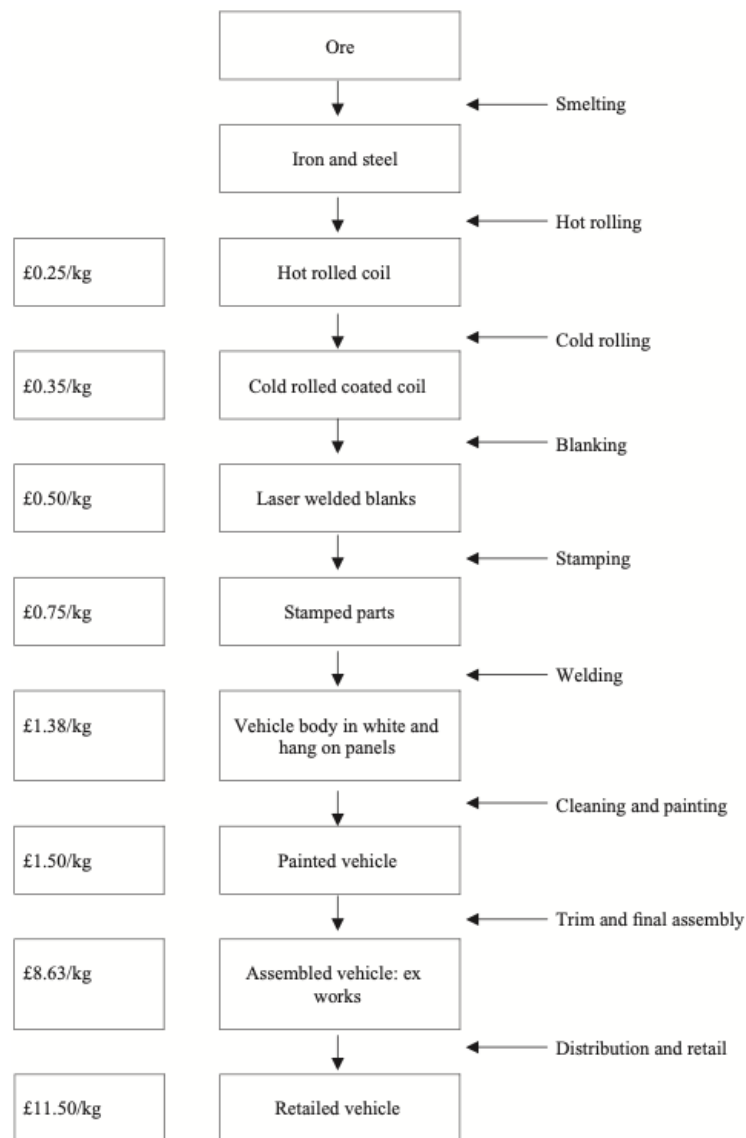 Ore
Smelting
Iron and steel
Hot rolling
£0.25/kg
Hot rolled coil
Cold rolling
£0.35/kg
Cold rolled coated coil
Blanking
£0.50/kg
Laser welded blanks
Stamping
£0.75/kg
Stamped parts
Welding
£1.38/kg
Vehicle body in white and
hang on panels
Cleaning and painting
£1.50/kg
Painted vehicle
Trim and final assembly
£8.63/kg
Assembled vehicle: ex
works
Distribution and retail
£11.50/kg
Retailed vehicle